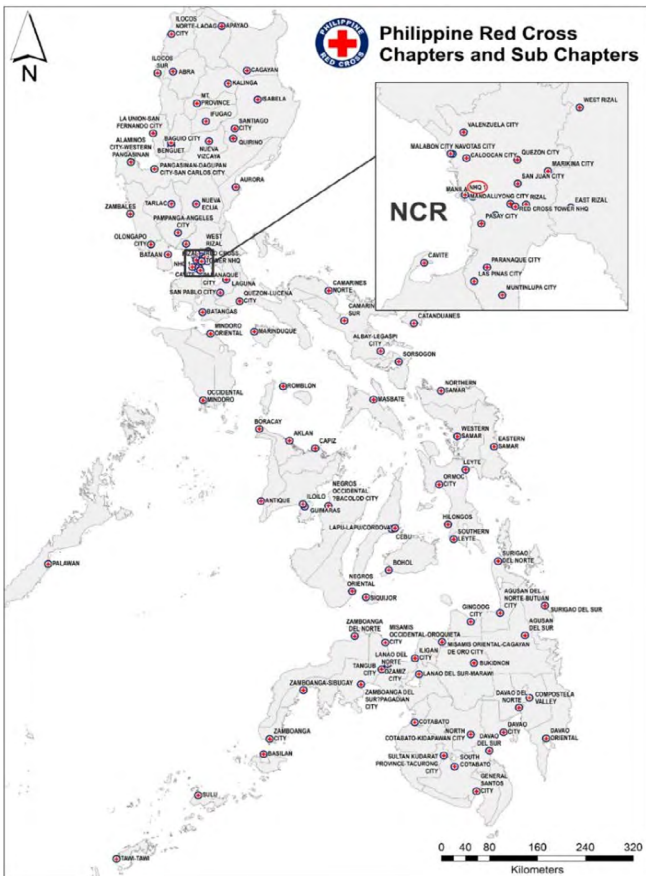 N
PHILIPPINE
RED CROSS
Philippine Red Cross
Chapters and Sub Chapters
ILOCOS
NORTE-LAOAG
CITY
APAYAO
ILOCOS
SUR
ABRA
CAGAYAN
KALINGA
MT.
PROVINCE
ISABELA
IFUGAO
LA UNION-SAN
FERNANDO CITY
BAGUIO CITY
SANTIAGO
CITY
ALAMINOS
CITY-WESTERN
PANGASINAN
BENGUET
NUEVA
VIZCAYA
QUIRINO
PANGASINAN-DAGUPAN
CITY-SAN CARLOS CITY
AURORA
ZAMBALES
TARLAC
NUEVA
ECIJA
PAMPANGA-ANGELES
CITY
OLONGAPO
CITY
WEST
RIZAL
BATAAN
TOWER NHQ
NHQ
CITY
LAGUNA
SAN PABLO CITY
QUEZON-LUCENA
CITY
BATANGAS
MINDORO
ORIENTAL
MARINDUQUE
OCCIDENTAL
MINDORO
CAMARINES
NORTE
CAMARIN
SUR
CATANDUANES
ALBAY-LEGASPI
CITY
SORSOGON
ROMBLON
MASBATE
NORTHERN
SAMAR
BORACAY
AKLAN
CAPIZ
WESTERN
SAMAR
EASTERN
SAMAR
LEYTE
ORMOC
CITY
ANTIQUE
ILOILO
GUIMARAS
NEGROS
OCCIDENTAL
?BACOLOD CITY
LAPU-LAPU/CORDOVA
CEBU
HILONGOS
SOUTHERN
LEYTE
PALAWAN
BOHOL
SURIGAO
DEL NORTE
NEGROS
ORIENTAL
SIQUIJOR
AGUSAN DEL
NORTE-BUTUAN
CITY
GINGOOG
CITY
SURIGAO DEL SUR
ZAMBOANGA
DEL NORTE
MISAMIS
OCCIDENTAL-OROQUIETA
CITY
AGUSAN
DEL SUR
MISAMIS ORIENTAL-CAGAYAN
DE ORO CITY
LANAO DEL
NORTE
ILIGAN
CITY
TANGUB
CITY
OZAMIZ
CITY
BUKIDNON
LANAO DEL SUR-MARAWI
ZAMBOANGA-SIBUGAY
ZAMBOANGA DEL
SUR?PAGADIAN
CITY
DAVAO DEL
NORTE
COMPOSTELA
VALLEY
ZAMBOANGA
CITY
BASILAN
COTABATO
NORTH
COTABATO-KIDAPAWAN CITY
DAVAO
CITY
DAVAO
DEL SUR
DAVAO
ORIENTAL
SULTAN KUDARAT
PROVINCE-TACURONG
CITY
SOUTH
COTABATO
GENERAL
SANTOS
CITY
SULU
TAWI-TAWI
WEST RIZAL
VALENZUELA CITY
MALABON CITY
NAVOTAS CITY
CALOOCAN CITY
QUEZON CITY
MARIKINA CITY
SAN JUAN CITY
NHQ
MANILA
MANDALUYONG CITY
RIZAL
EAST RIZAL
RED CROSS TOWER NHQ
NCR
PASAY CITY
CAVITE
PARANAQUE CITY
LAS PINAS CITY
MUNTINLUPA CITY
0 40 80 160 240 320
Kilometers